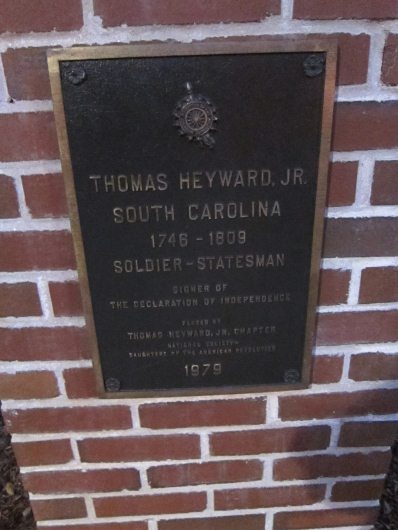 THOMAS HEYWARD, JR.
SOUTH CAROLINA
1746 - 1809
SOLDIER - STATESMAN
SIGNER OF
THE DECLARATION OF INDEPENDENCE
PLACED BY
THOMAS HEYWARD, JR. CHAPTER
NATIONAL SOCIETY
DAUGHTERS OF THE AMERICAN REVOLUTION
1979